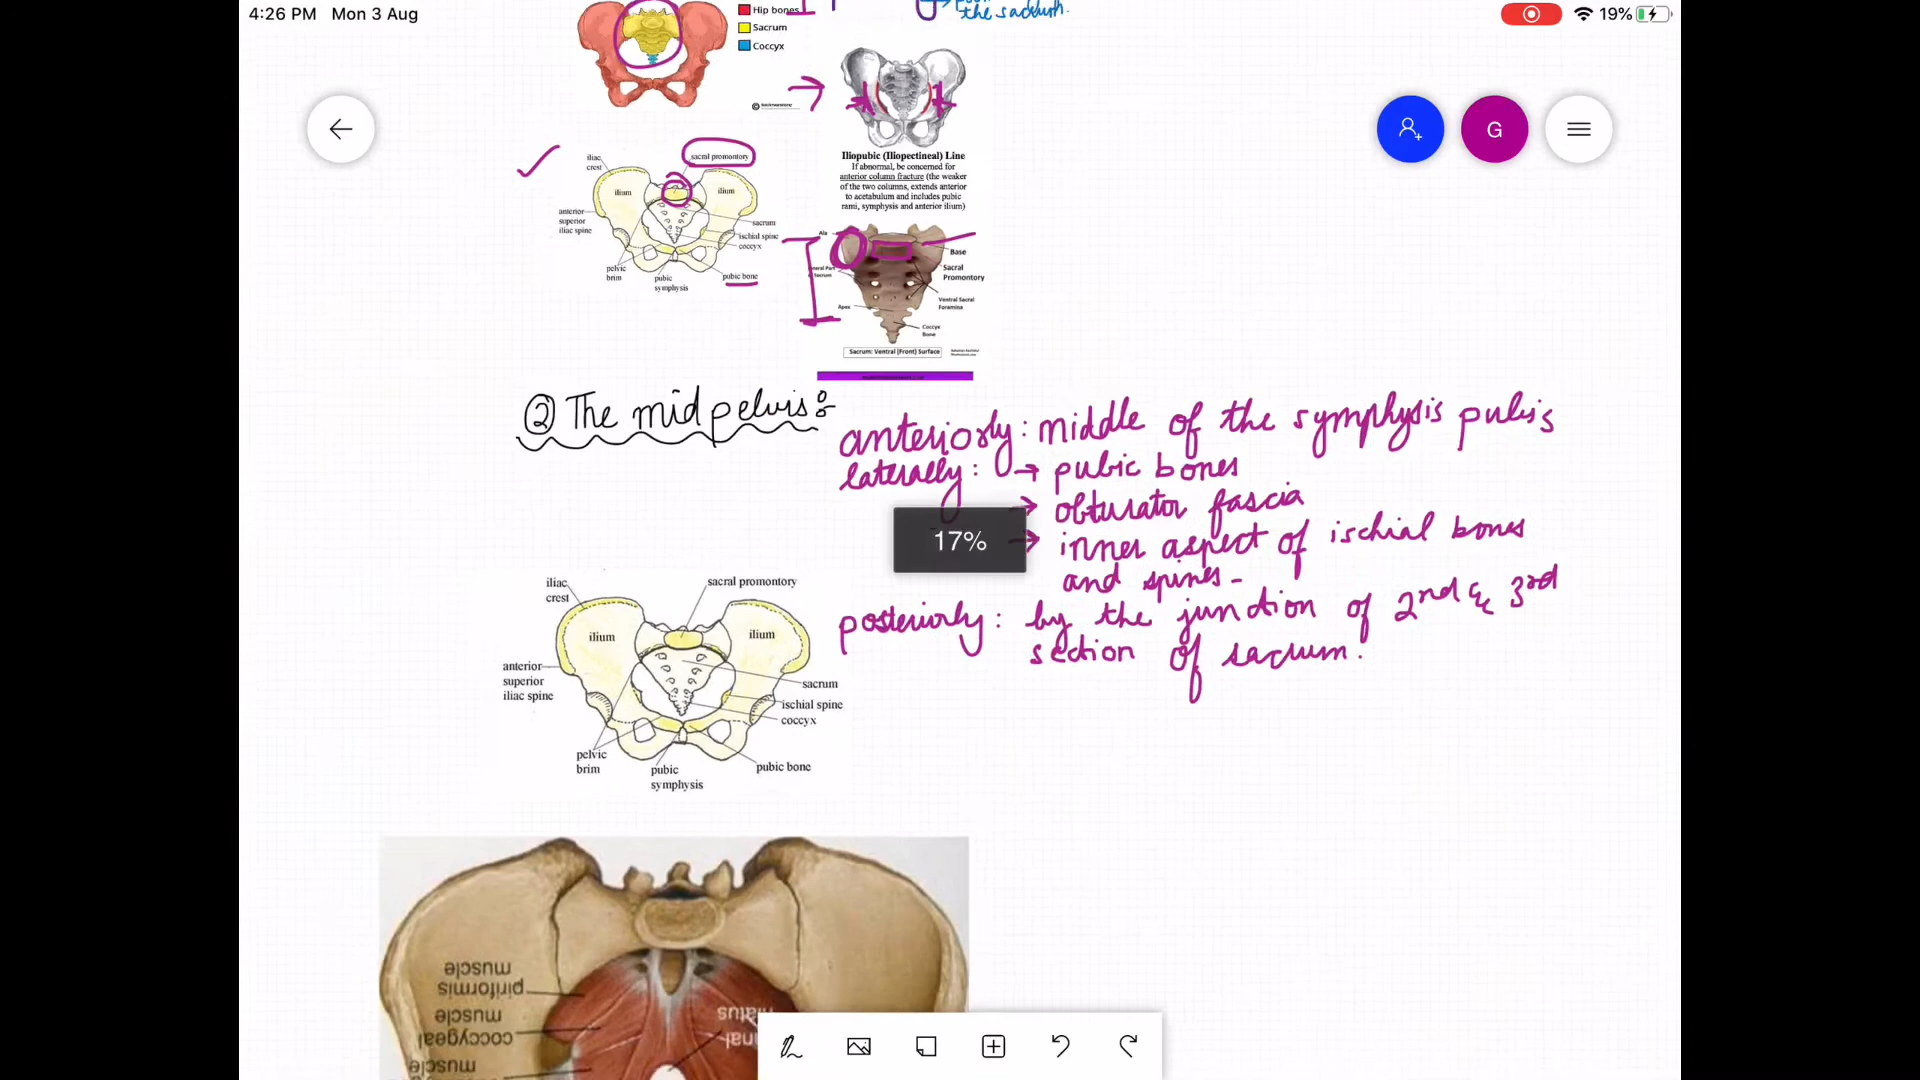 4:26 PM Mon 3 Aug
19%
the sacrum.
Hip bones
Sacrum
Coccyx
G
sacral promontory
iliac
crest
ilium
ilium
anterior
superior
iliac spine
sacrum
ischial spine
coccyx
pelvic
brim
pubic
symphysis
pubic bone
Iliopubic (Iliopectineal) Line
If abnormal, be concerned for
anterior column fracture (the weaker
of the two columns, extends anterior
to acetabulum and includes pubic
rami, symphysis and anterior ilium)
Ala
Base
Sacral
Promontory
Ventral Sacral
Foramina
Apex
Coccyx
Bone
Sacrum: Ventral (Front) Surface
② The mid pelvis :-
anteriorly : middle of the symphysis pubis
laterally : → pubic bones
→ obturator fascia
→ inner aspect of ischial bones
and spines -
posteriorly : by the junction of 2nd & 3rd
section of sacrum.
17%
iliac
crest
sacral promontory
ilium
ilium
anterior
superior
iliac spine
sacrum
ischial spine
coccyx
pelvic
brim
pubic
symphysis
pubic bone
muscle
piriformis
muscle
coccygeal
muscle